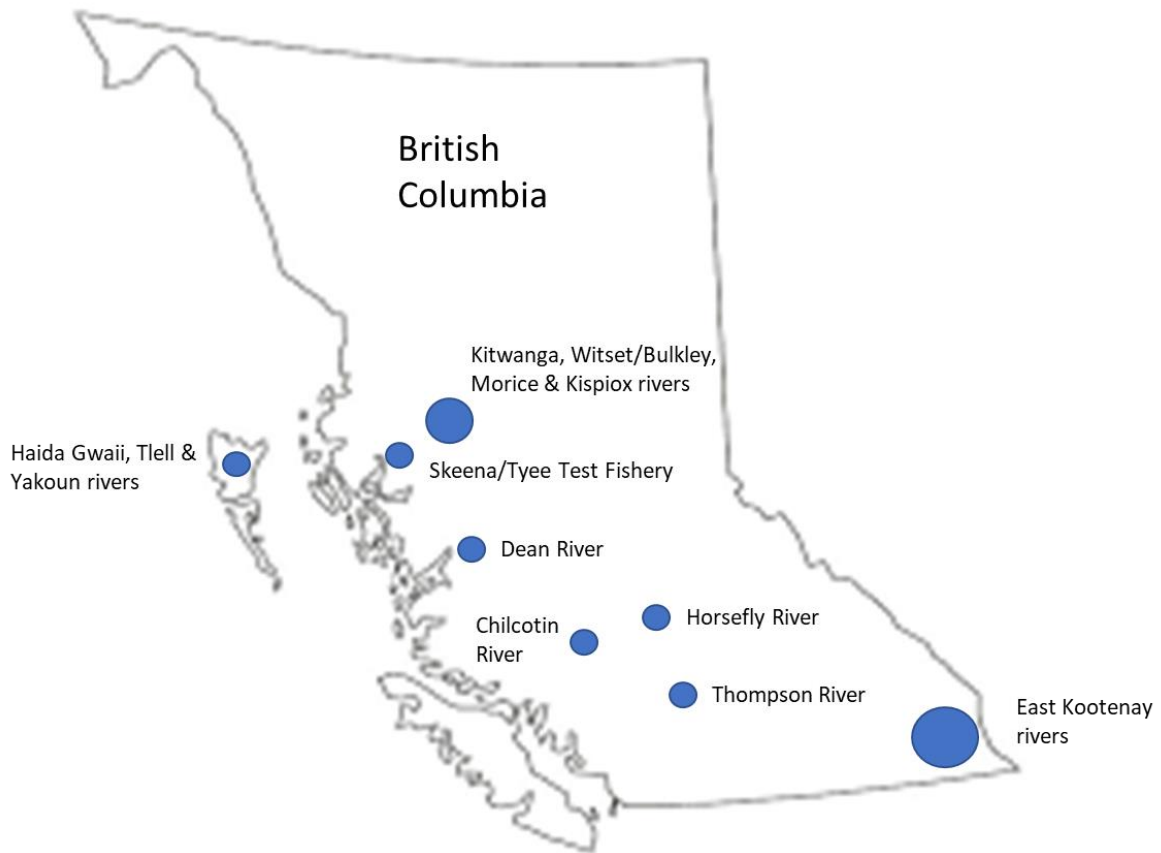 British
Columbia
Kitwanga, Witset/Bulkley,
Morice & Kispiox rivers
Haida Gwaii, Tlell &
Yakoun rivers
Skeena/Tyee Test Fishery
Dean River
Horsefly River
Chilcotin
River
Thompson River
East Kootenay
rivers